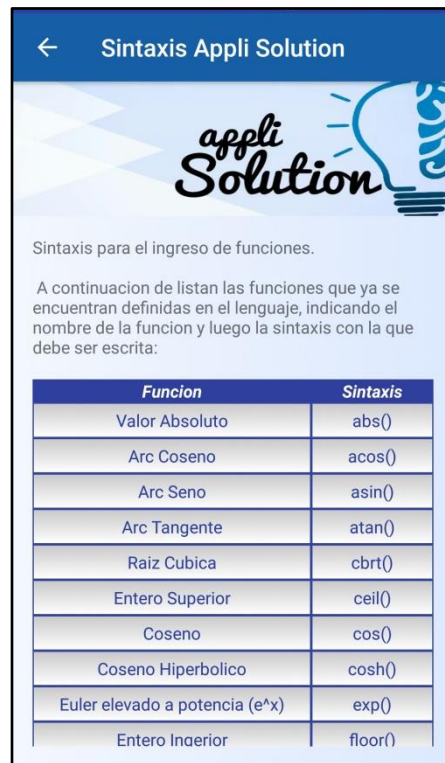 Sintaxis Appli Solution
appli
Solution
Sintaxis para el ingreso de funciones.
A continuacion de listan las funciones que ya se
encuentran definidas en el lenguaje, indicando el
nombre de la funcion y luego la sintaxis con la que
debe ser escrita:
Funcion Sintaxis
Valor Absoluto abs()
Arc Coseno acos()
Arc Seno asin()
Arc Tangente atan()
Raiz Cubica cbrt()
Entero Superior ceil()
Coseno cos()
Coseno Hiperbolico cosh()
Euler elevado a potencia (e^x) exp()
Entero Ingerior floor()